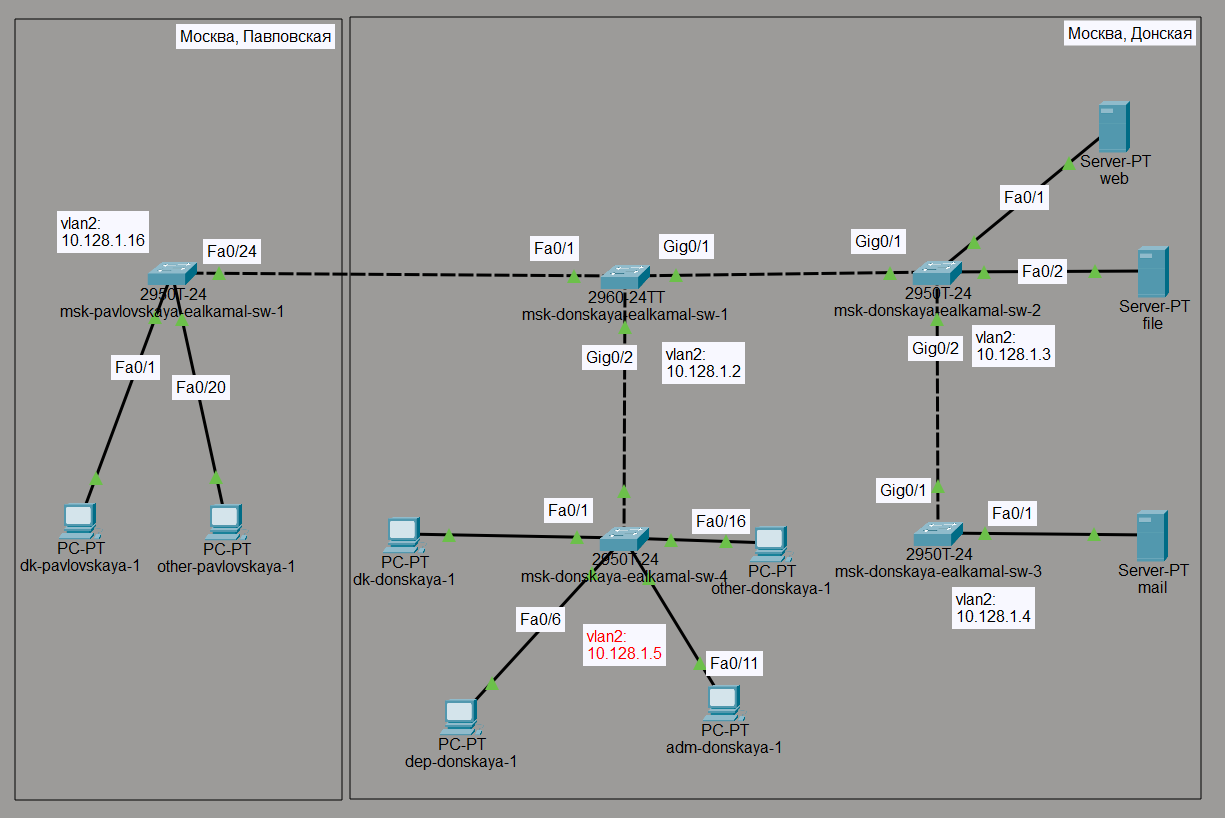 Москва, Павловская
Москва, Донская
Server-PT
web
Fa0/1
vlan2:
10.128.1.16
Fa0/24
2950T-24
msk-pavlovskaya-ealkamal-sw-1
Fa0/1
Gig0/1
2960-24TT
msk-donskaya-ealkamal-sw-1
Gig0/1
2950T-24
msk-donskaya-ealkamal-sw-2
Fa0/2
Server-PT
file
Fa0/1
Fa0/20
Gig0/2
vlan2:
10.128.1.2
Gig0/2
vlan2:
10.128.1.3
PC-PT
dk-pavlovskaya-1
PC-PT
other-pavlovskaya-1
Fa0/1
Fa0/16
PC-PT
dk-donskaya-1
2950T-24
msk-donskaya-ealkamal-sw-4
PC-PT
other-donskaya-1
Gig0/1
Fa0/1
2950T-24
msk-donskaya-ealkamal-sw-3
Server-PT
mail
vlan2:
10.128.1.4
Fa0/6
vlan2:
10.128.1.5
Fa0/11
PC-PT
dep-donskaya-1
PC-PT
adm-donskaya-1